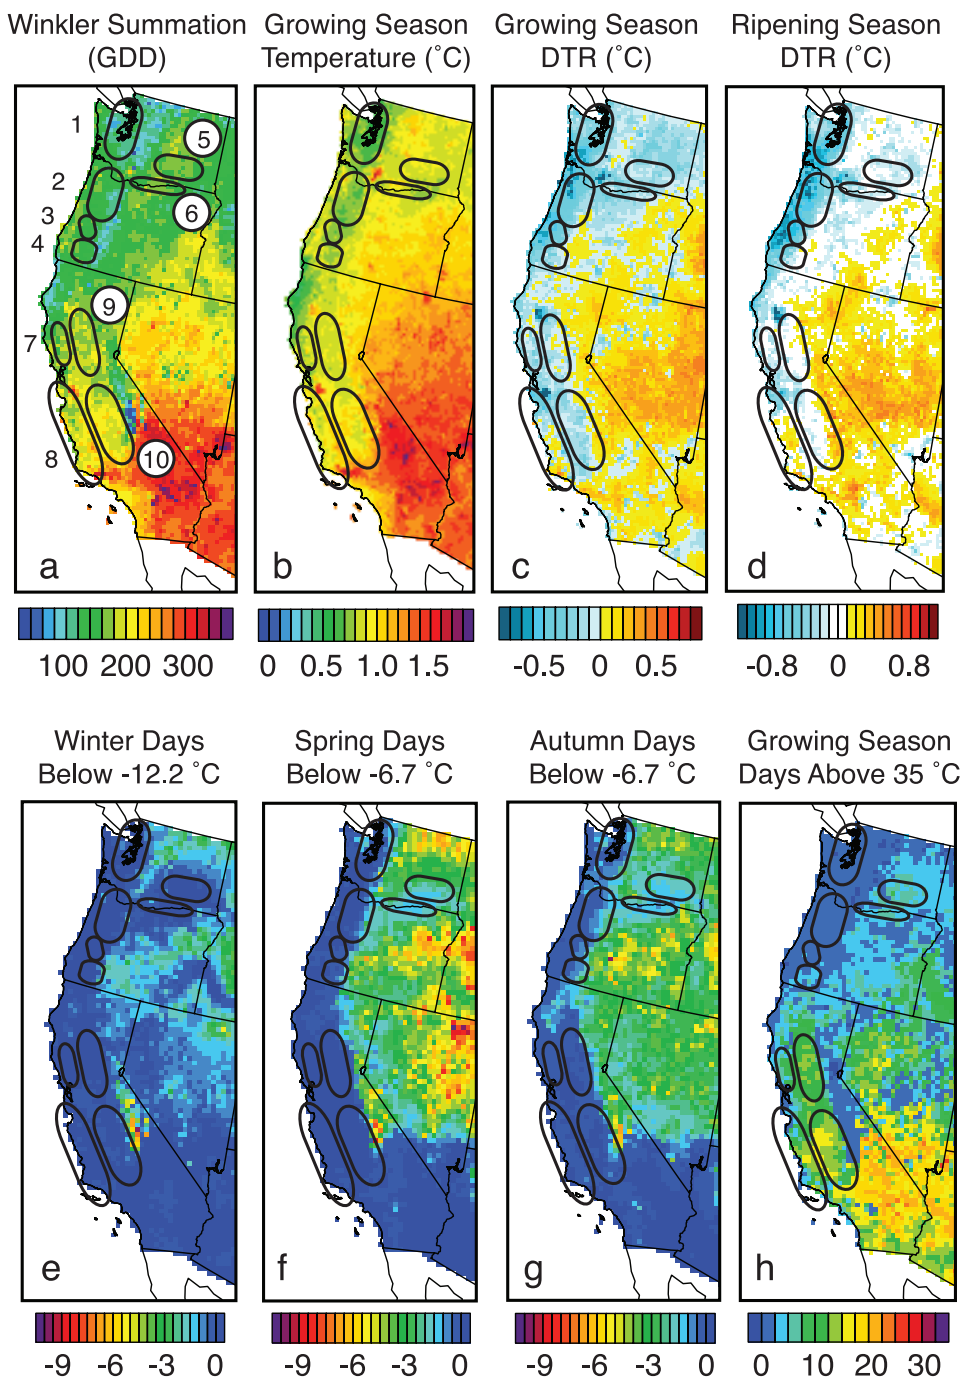 Winkler Summation
(GDD)
Growing Season
Temperature (˚C)
Growing Season
DTR (˚C)
Ripening Season
DTR (˚C)
1
2
3
4
5
6
7
8
9
10
a
b
c
d
100 200 300
0 0.5 1.0 1.5
-0.5 0 0.5
-0.8 0 0.8
Winter Days
Below -12.2 ˚C
Spring Days
Below -6.7 ˚C
Autumn Days
Below -6.7 ˚C
Growing Season
Days Above 35 ˚C
e
f
g
h
-9 -6 -3 0
-9 -6 -3 0
-9 -6 -3 0
0 10 20 30